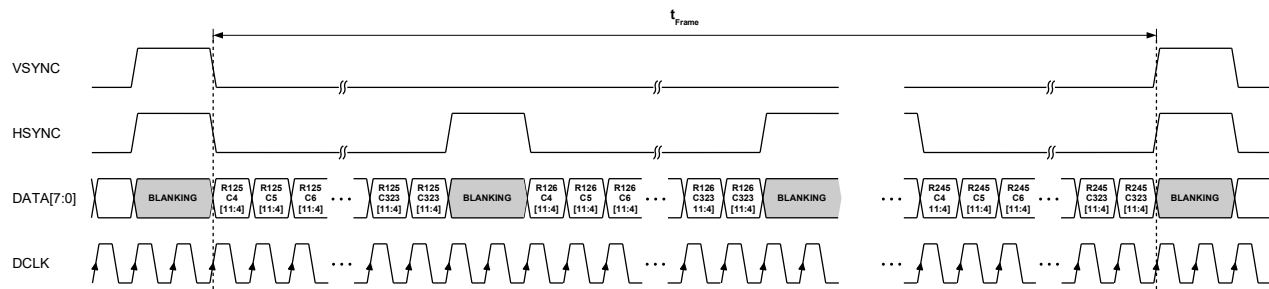 t Frame
VSYNC
HSYNC
DATA[7:0]
BLANKING
R125 R125 R125 ... R125 R125
C4 C5 C6 C323 C323
[11:4] [11:4] [11:4] [11:4] [11:4]
BLANKING
R126 R126 R126 ... R126 R126
C4 C5 C6 C323 C323
[11:4] [11:4] [11:4] 11:4] [11:4]
BLANKING
... R245 R245 R245 ... R245 R245
C4 C5 C6 C323 C323
11:4] [11:4] [11:4] [11:4] [11:4]
BLANKING
DCLK ... ... ... ...